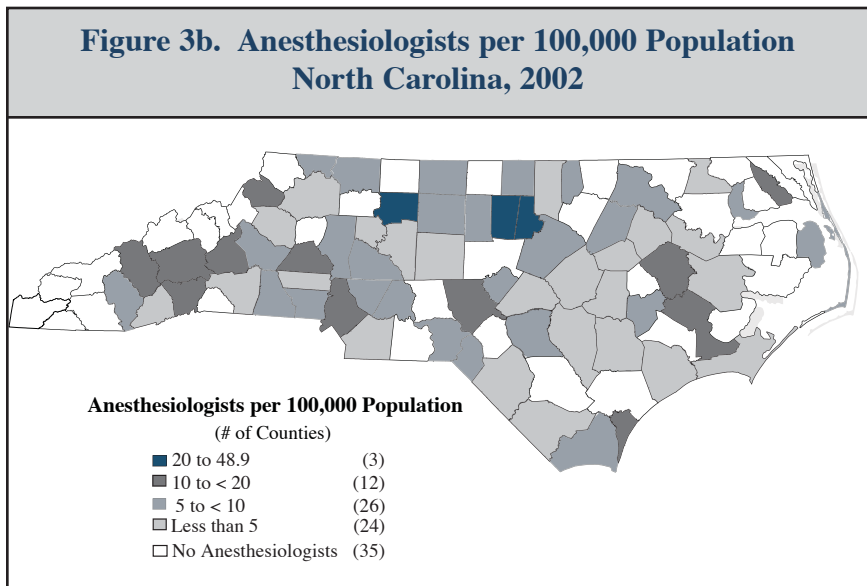 Figure 3b. Anesthesiologists per 100,000 Population
North Carolina, 2002
Anesthesiologists per 100,000 Population
(# of Counties)
20 to 48.9 (3)
10 to < 20 (12)
5 to < 10 (26)
Less than 5 (24)
No Anesthesiologists (35)